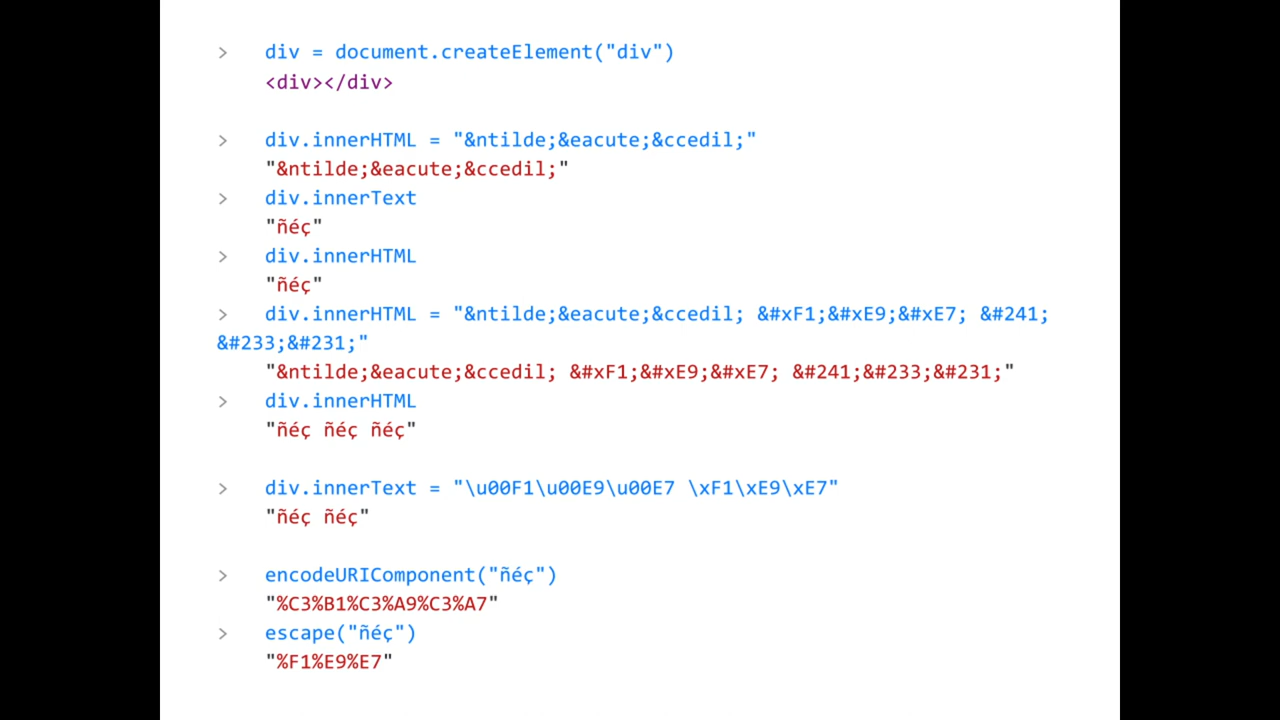 > div = document.createElement("div")
<div></div>
> div.innerHTML = "&ntilde;&eacute;&ccedil;"
"&ntilde;&eacute;&ccedil;"
> div.innerText
"ñéç"
> div.innerHTML
"ñéç"
> div.innerHTML = "&ntilde;&eacute;&ccedil; &#xF1;&#xE9;&#xE7; &#241;
&#233;&#231;"
"&ntilde;&eacute;&ccedil; &#xF1;&#xE9;&#xE7; &#241;&#233;&#231;"
> div.innerHTML
"ñéç ñéç ñéç"
> div.innerText = "\u00F1\u00E9\u00E7 \xF1\xE9\xE7"
"ñéç ñéç"
> encodeURIComponent("ñéç")
"%C3%B1%C3%A9%C3%A7"
> escape("ñéç")
"%F1%E9%E7"